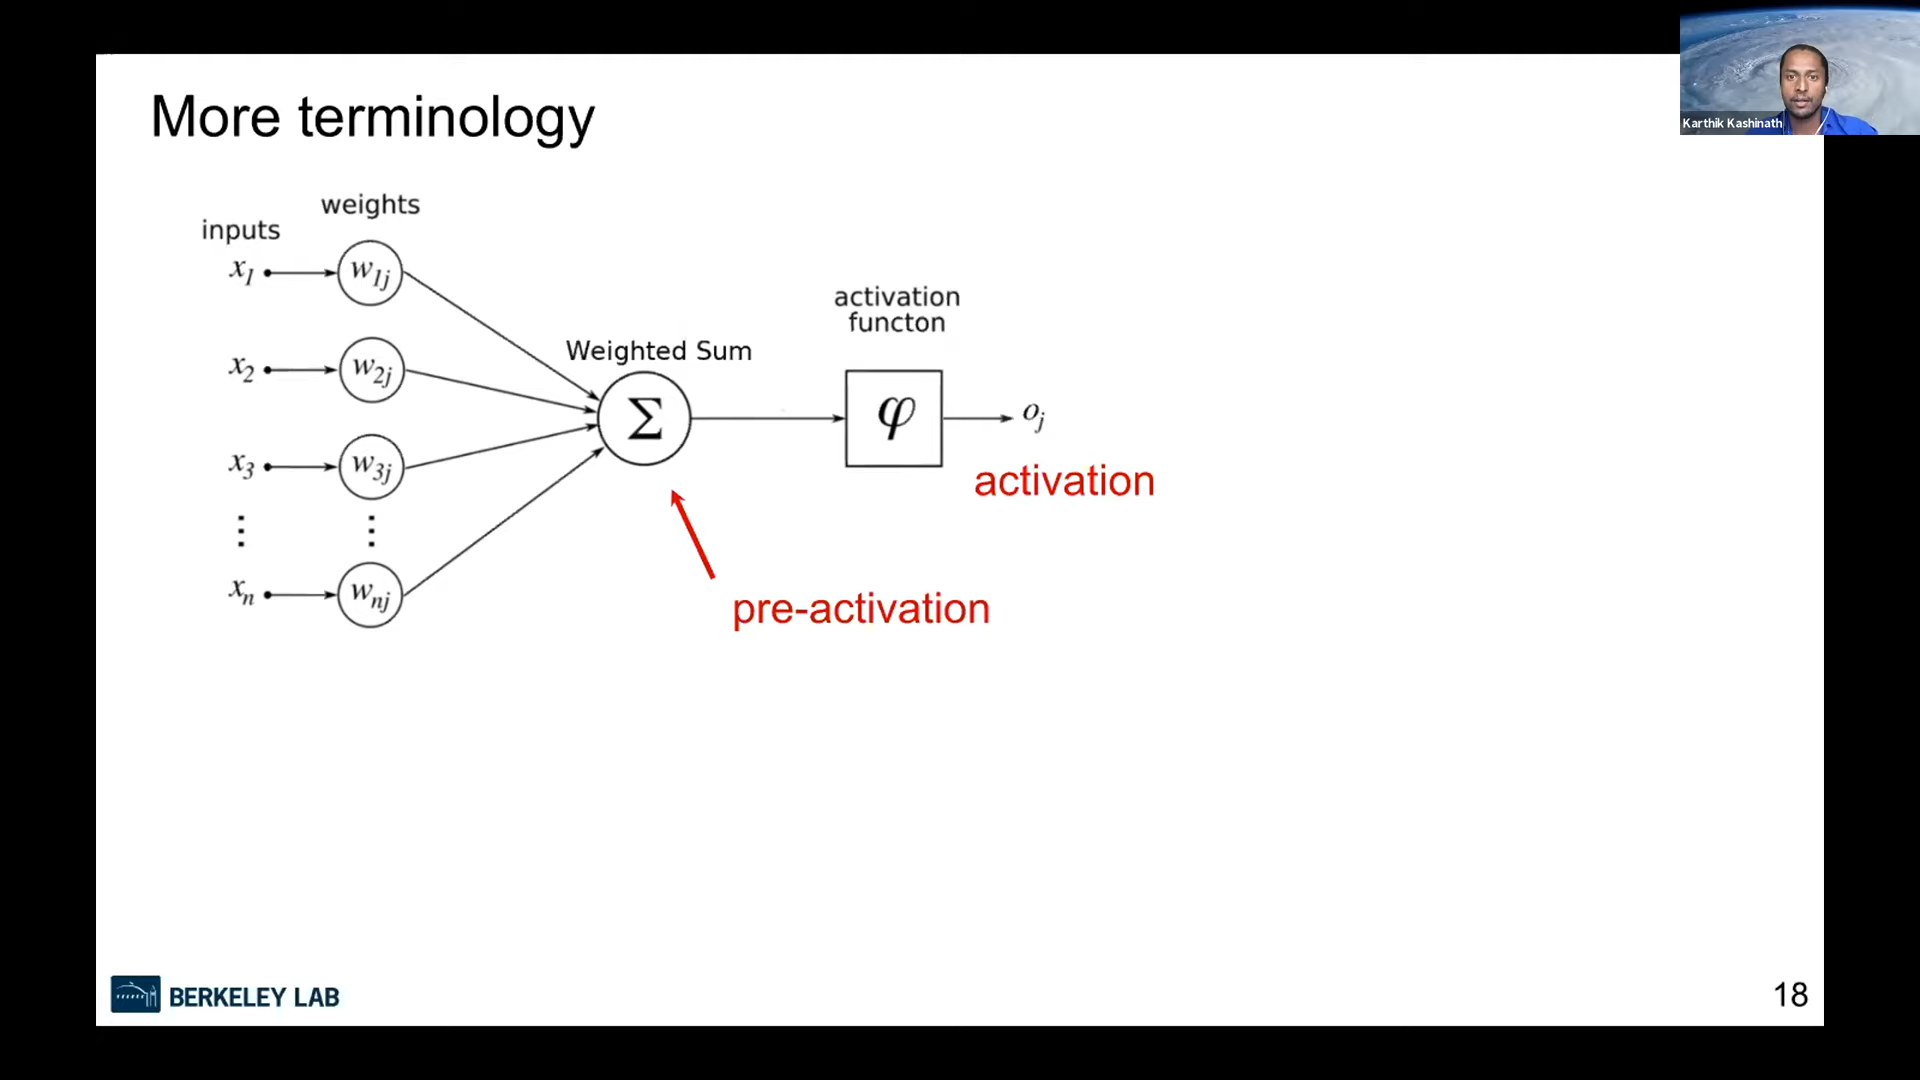 More terminology
Karthik Kashinath
weights
inputs
x1
w1j
activation
functon
Weighted Sum
x2
w2j
Σ
φ
oj
x3
w3j
activation
⋮ ⋮
xn
wnj
pre-activation
BERKELEY LAB
18